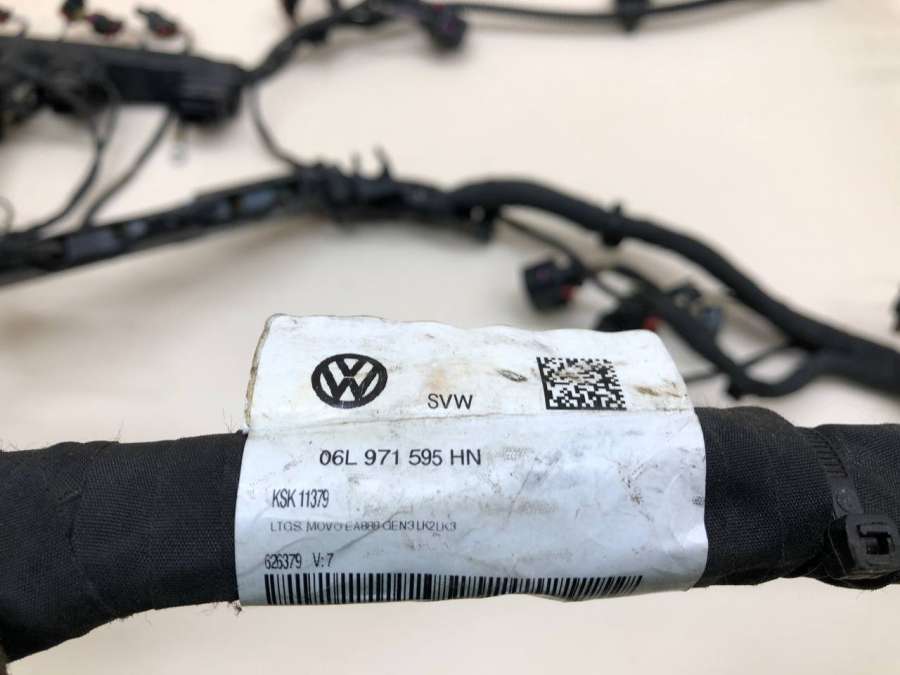 SVW
06L 971 595 HN
KSK 11379
LTGS. MOVO EA888 GEN3 LK2LK3
626379 V:7